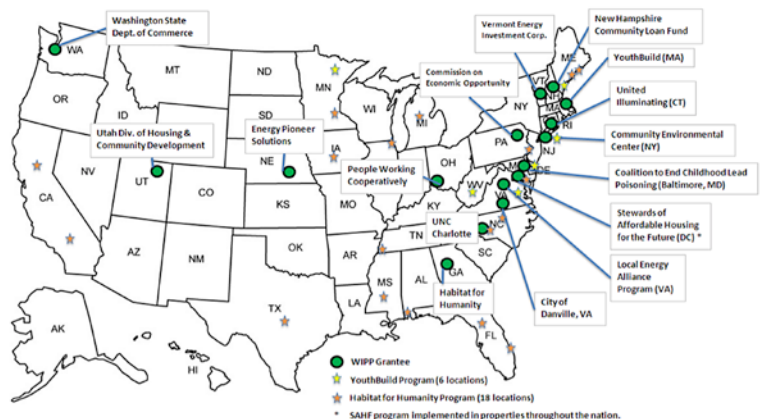 Washington State
Dept. of Commerce
Vermont Energy
Investment Corp.
New Hampshire
Community Loan Fund
YouthBuild (MA)
Commission on
Economic Opportunity
United
Illuminating (CT)
Utah Div. of Housing &
Community Development
Energy Pioneer
Solutions
Community Environmental
Center (NY)
People Working
Cooperatively
Coalition to End Childhood Lead
Poisoning (Baltimore, MD)
UNC
Charlotte
Stewards of
Affordable Housing
for the Future (DC) *
Local Energy
Alliance
Program (VA)
Habitat for
Humanity
City of
Danville, VA
WA
MT
ND
MN
OR
ID
SD
WI
MI
NY
VT
NH
ME
MA
RI
NV
UT
CA
CO
NE
IA
KS
MO
OH
PA
NJ
DE
WV
VA
KY
TN
NC
SC
AZ
NM
OK
AR
TX
LA
MS
AL
GA
FL
AK
HI
WIPP Grantee
YouthBuild Program (6 locations)
Habitat for Humanity Program (18 locations)
* SAHF program implemented in properties throughout the nation.